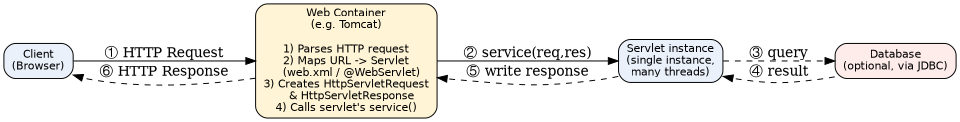 Client
(Browser)
① HTTP Request
⑥ HTTP Response
Web Container
(e.g. Tomcat)
1) Parses HTTP request
2) Maps URL -> Servlet
(web.xml / @WebServlet)
3) Creates HttpServletRequest
& HttpServletResponse
4) Calls servlet's service()
② service(req,res)
⑤ write response
Servlet instance
(single instance,
many threads)
③ query
④ result
Database
(optional, via JDBC)